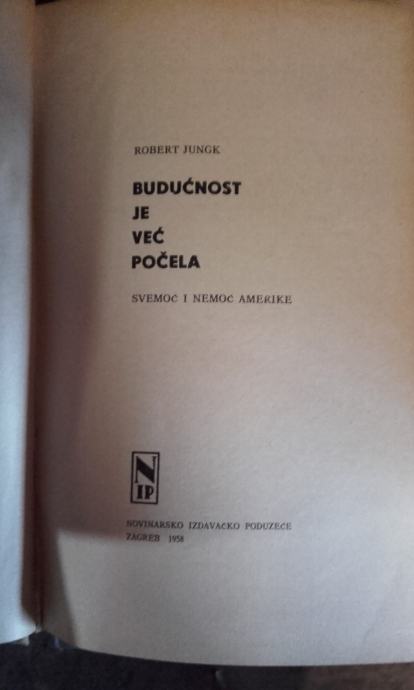 ROBERT JUNGK
BUDUĆNOST
JE
VEĆ
POČELA
SVEMOĆ I NEMOĆ AMERIKE
N
IP
NOVINARSKO IZDAVAČKO PODUZEĆE
ZAGREB 1958